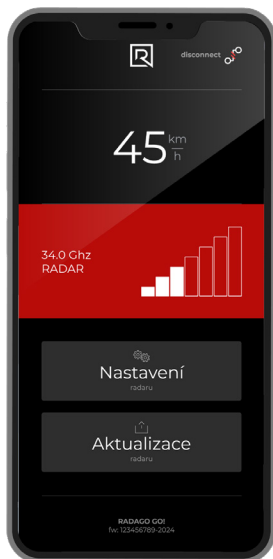 disconnect
45 km/h
34.0 Ghz
RADAR
Nastavení
radaru
Aktualizace
radaru
RADAGO GO!
fw: 123456789-2024